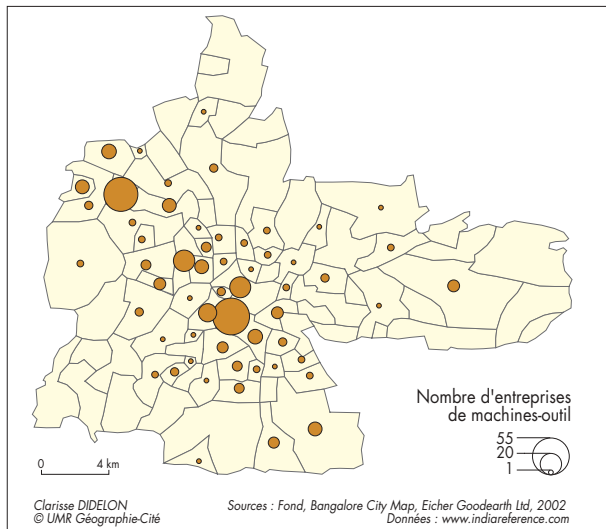 Nombre d'entreprises
de machines-outil
55
20
1
0 4 km
Clarisse DIDELON
© UMR Géographie-Cité
Sources : Fond, Bangalore City Map, Eicher Goodearth Ltd, 2002
Données : www.indiareference.com